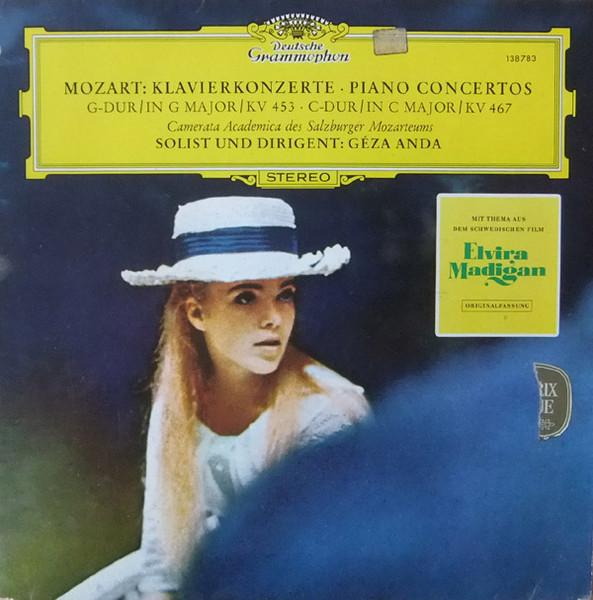 Deutsche
Grammophon
138783
MOZART: KLAVIERKONZERTE · PIANO CONCERTOS
G-DUR/IN G MAJOR/KV 453 · C-DUR/IN C MAJOR/KV 467
Camerata Academica des Salzburger Mozarteums
SOLIST UND DIRIGENT: GÉZA ANDA
STEREO
MIT THEMA AUS
DEM SCHWEDISCHEN FILM
Elvira
Madigan
ORIGINALFASSUNG
RIX